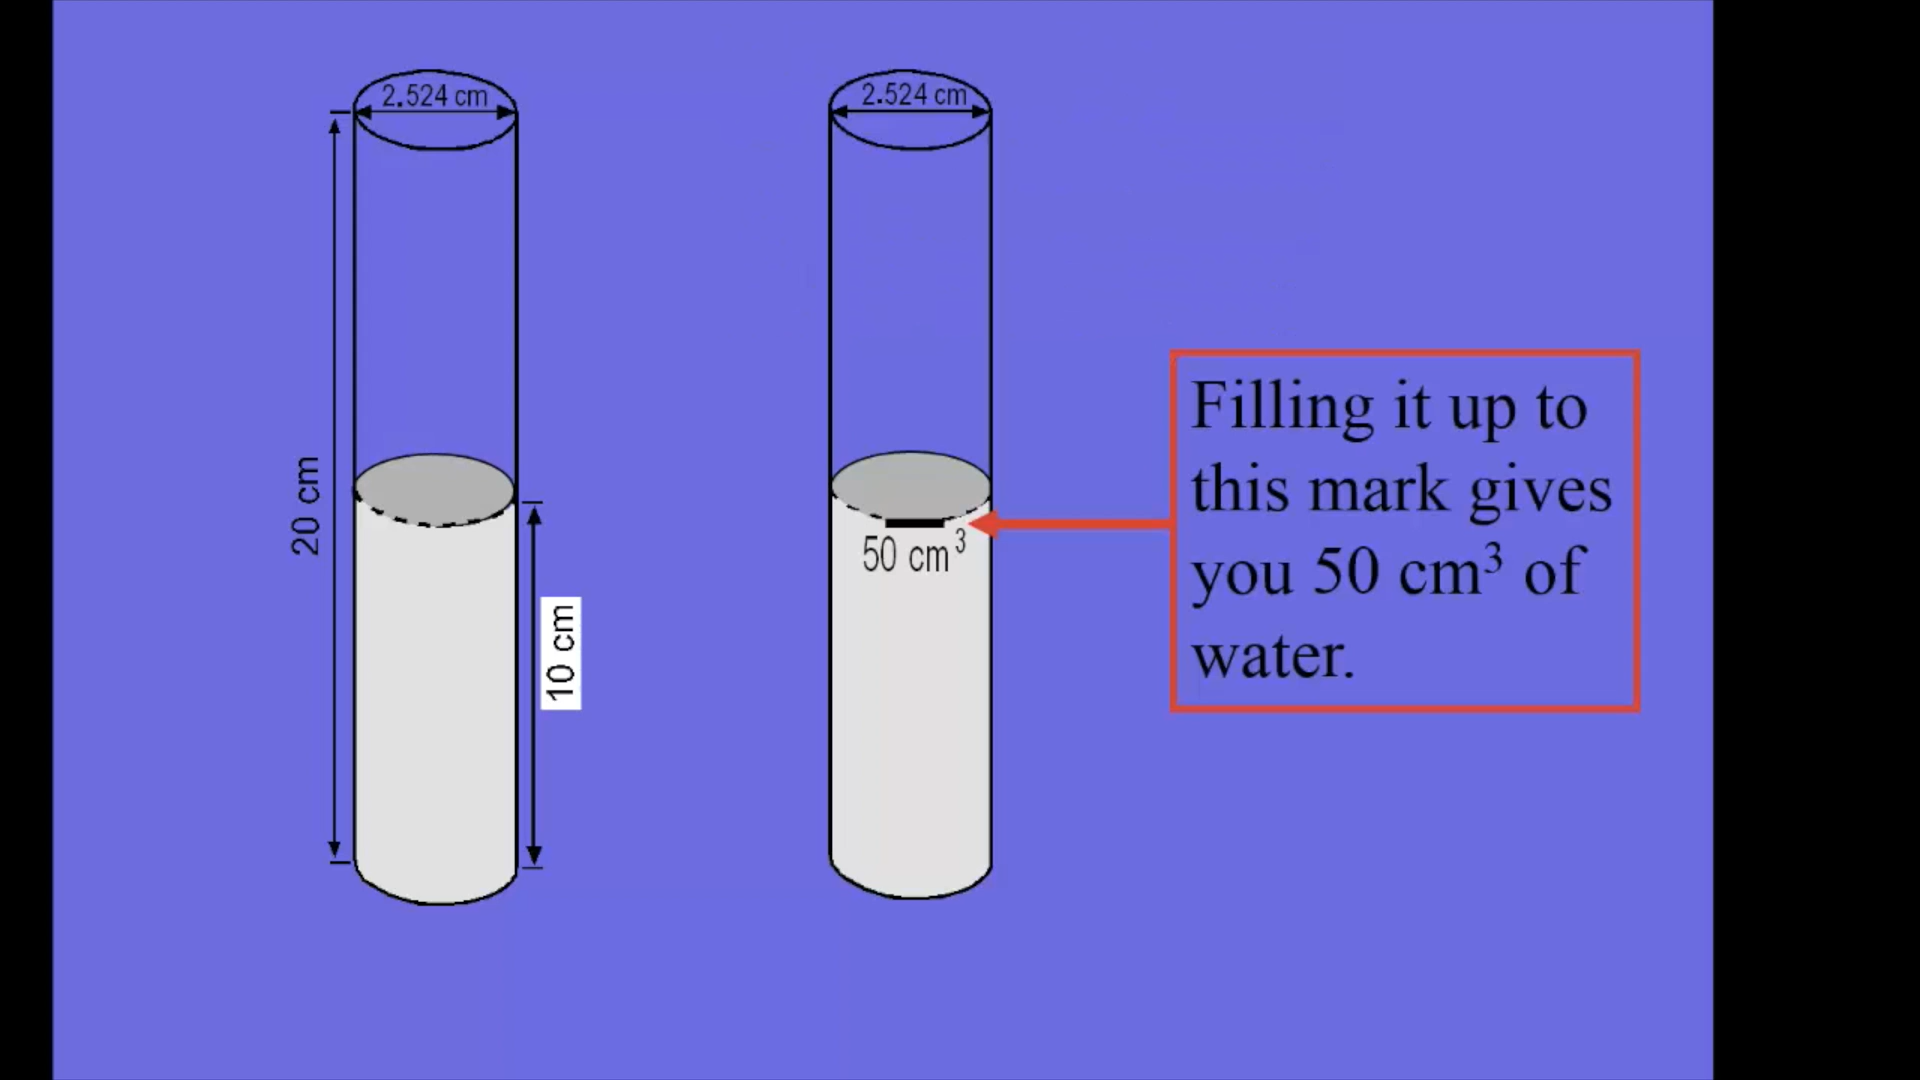 2.524 cm
20 cm
10 cm
2.524 cm
50 cm³
Filling it up to
this mark gives
you 50 cm³ of
water.